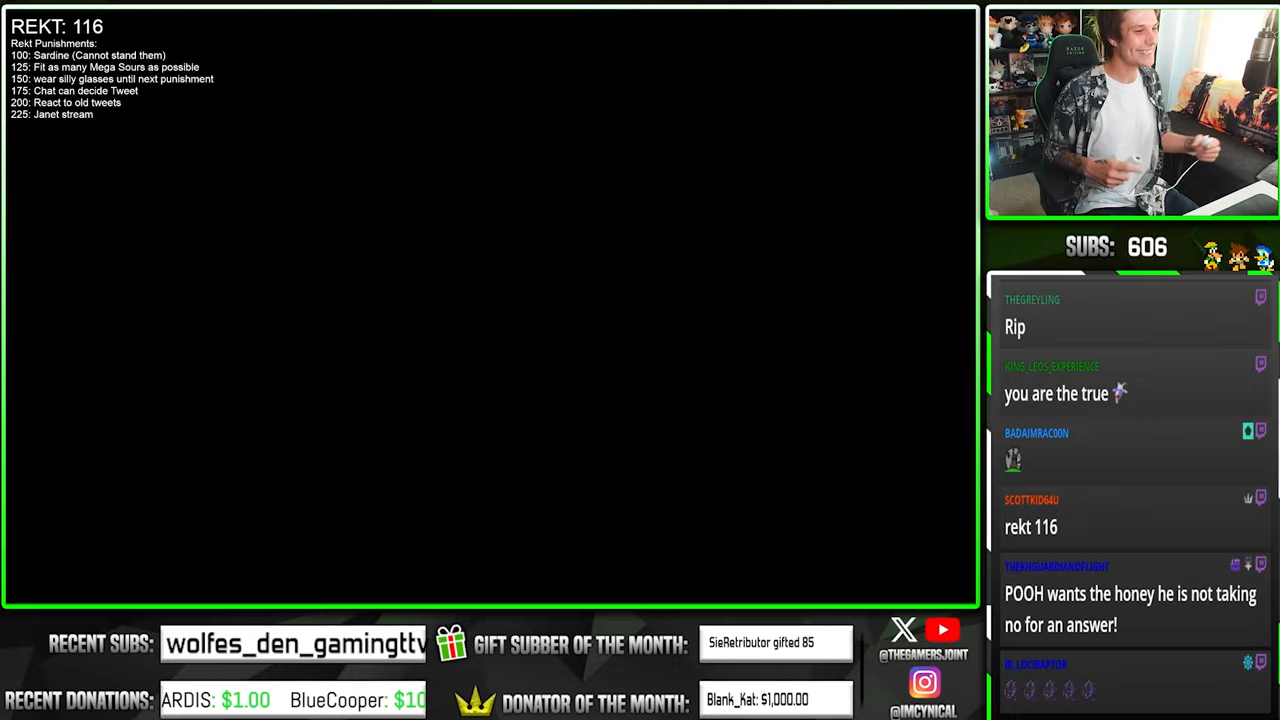 REKT: 116
Rekt Punishments:
100: Sardine (Cannot stand them)
125: Fit as many Mega Sours as possible
150: wear silly glasses until next punishment
175: Chat can decide Tweet
200: React to old tweets
225: Janet stream
SUBS: 606
THEGREYLING
Rip
KING_LEOS_EXPERIENCE
you are the true
BADAIMRAC00N
SCOTTKID64U
rekt 116
THEKHGUARDIANOFLIGHT
POOH wants the honey he is not taking
no for an answer!
RECENT SUBS: wolfes_den_gamingttv
GIFT SUBBER OF THE MONTH: SieRetributor gifted 85
@THEGAMERSJOINT
RECENT DONATIONS: ARDIS: $1.00 BlueCooper: $10
DONATOR OF THE MONTH: Blank_Kat: $1,000.00
@IMCYNICAL